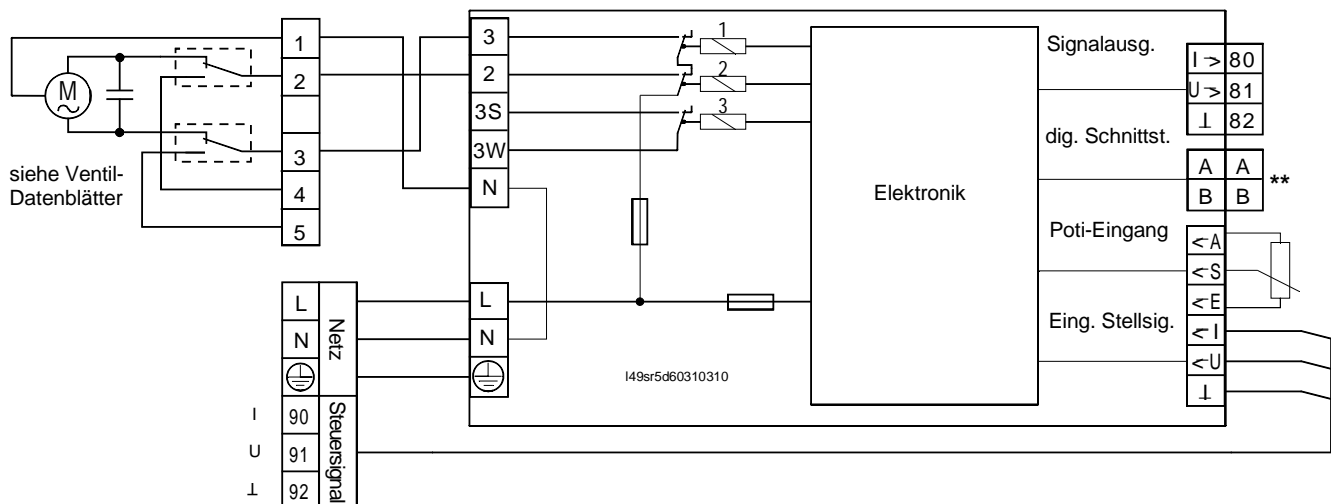 1
2
3
4
5
M
siehe Ventil-
Datenblätter
3
2
3S
3W
N
1
2
3
Elektronik
Signalausg.
dig. Schnittst.
Poti-Eingang
Eing. Stellsig.
I > 80
U > 81
⊥ 82
A A
B B
**
<A
<S
<E
<I
<U
⊥
L
N
Netz
L
N
l49sr5d60310310
I 90
U 91
⊥ 92
Steuersignal